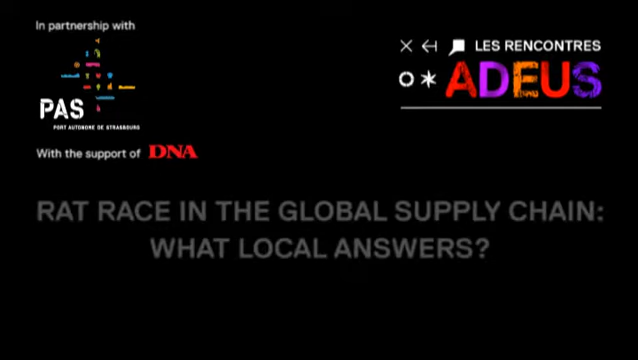 In partnership with
PAS
PORT AUTONOME DE STRASBOURG
With the support of DNA
LES RENCONTRES
ADEUS
RAT RACE IN THE GLOBAL SUPPLY CHAIN:
WHAT LOCAL ANSWERS?